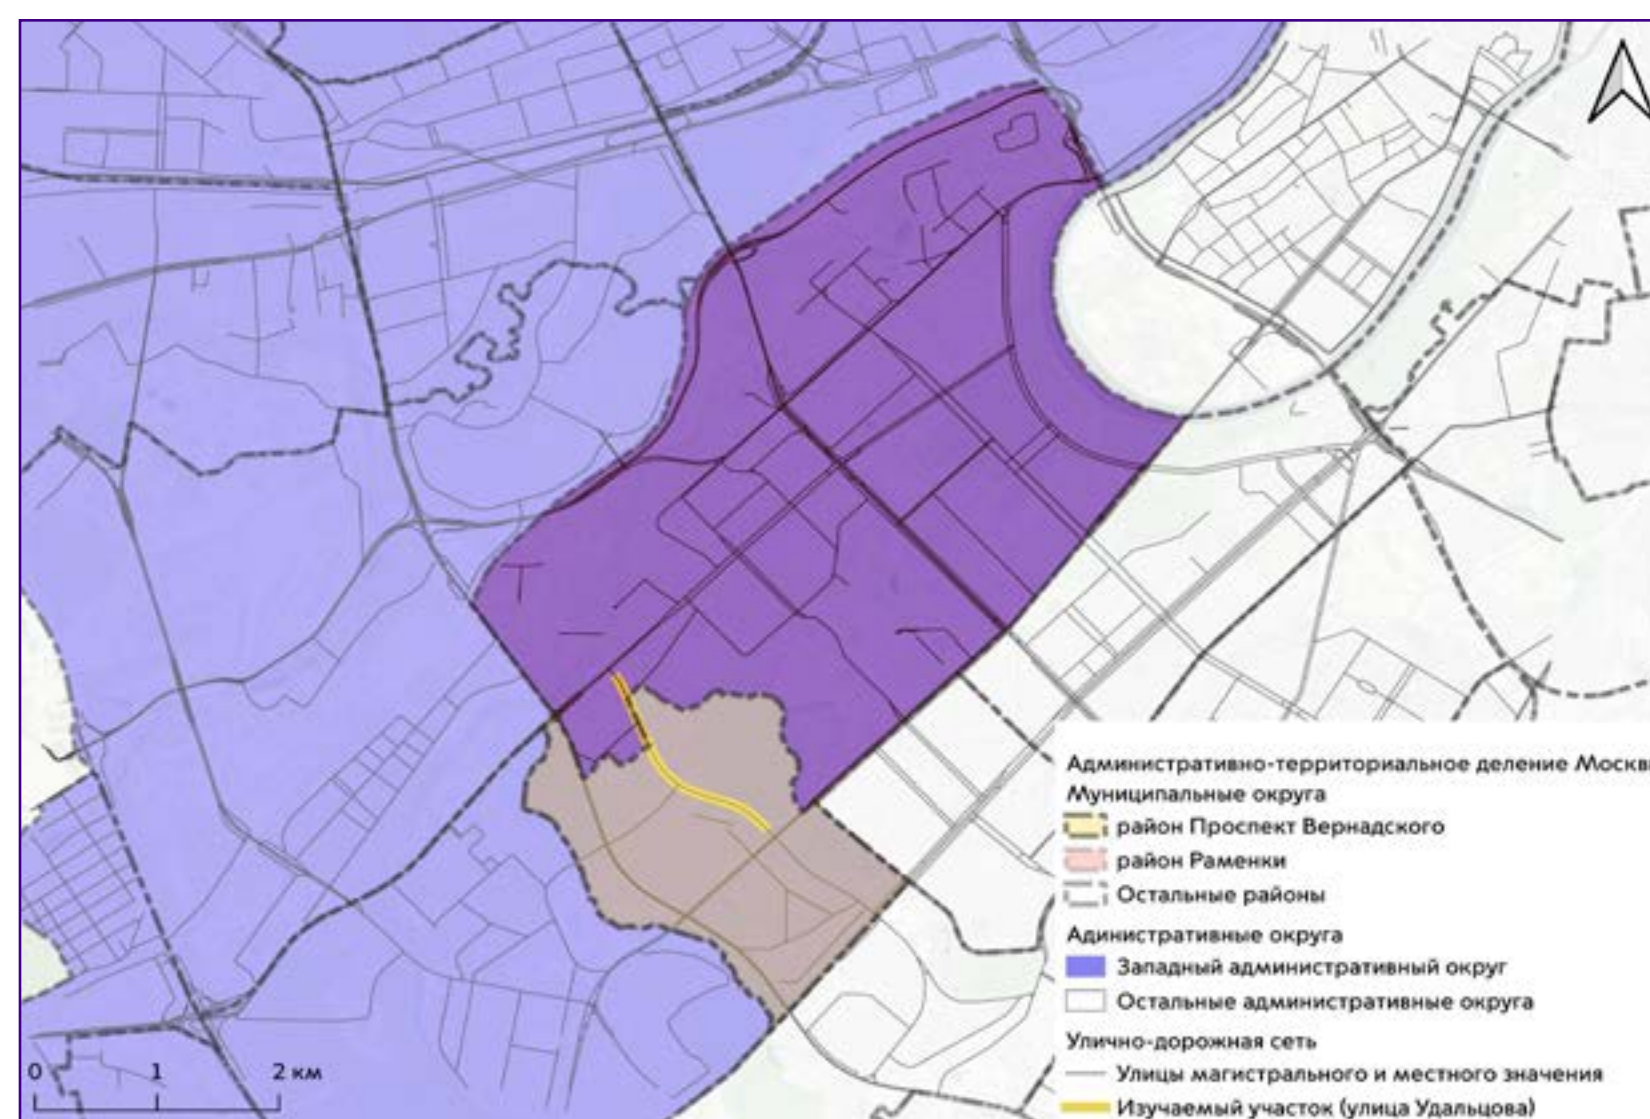 Административно-территориальное деление Москв
Муниципальные округа
район Проспект Вернадского
район Раменки
Остальные районы
Адинистративные округа
Западный административный округ
Остальные административные округа
Улично-дорожная сеть
Улицы магистрального и местного значения
Изучаемый участок (улица Удальцова)
0 1 2 км